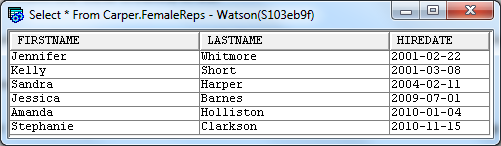 Select * From Carper.FemaleReps - Watson(S103eb9f)
FIRSTNAME LASTNAME HIREDATE
Jennifer Whitmore 2001-02-22
Kelly Short 2001-03-08
Sandra Harper 2004-02-11
Jessica Barnes 2009-07-01
Amanda Holliston 2010-01-04
Stephanie Clarkson 2010-11-15